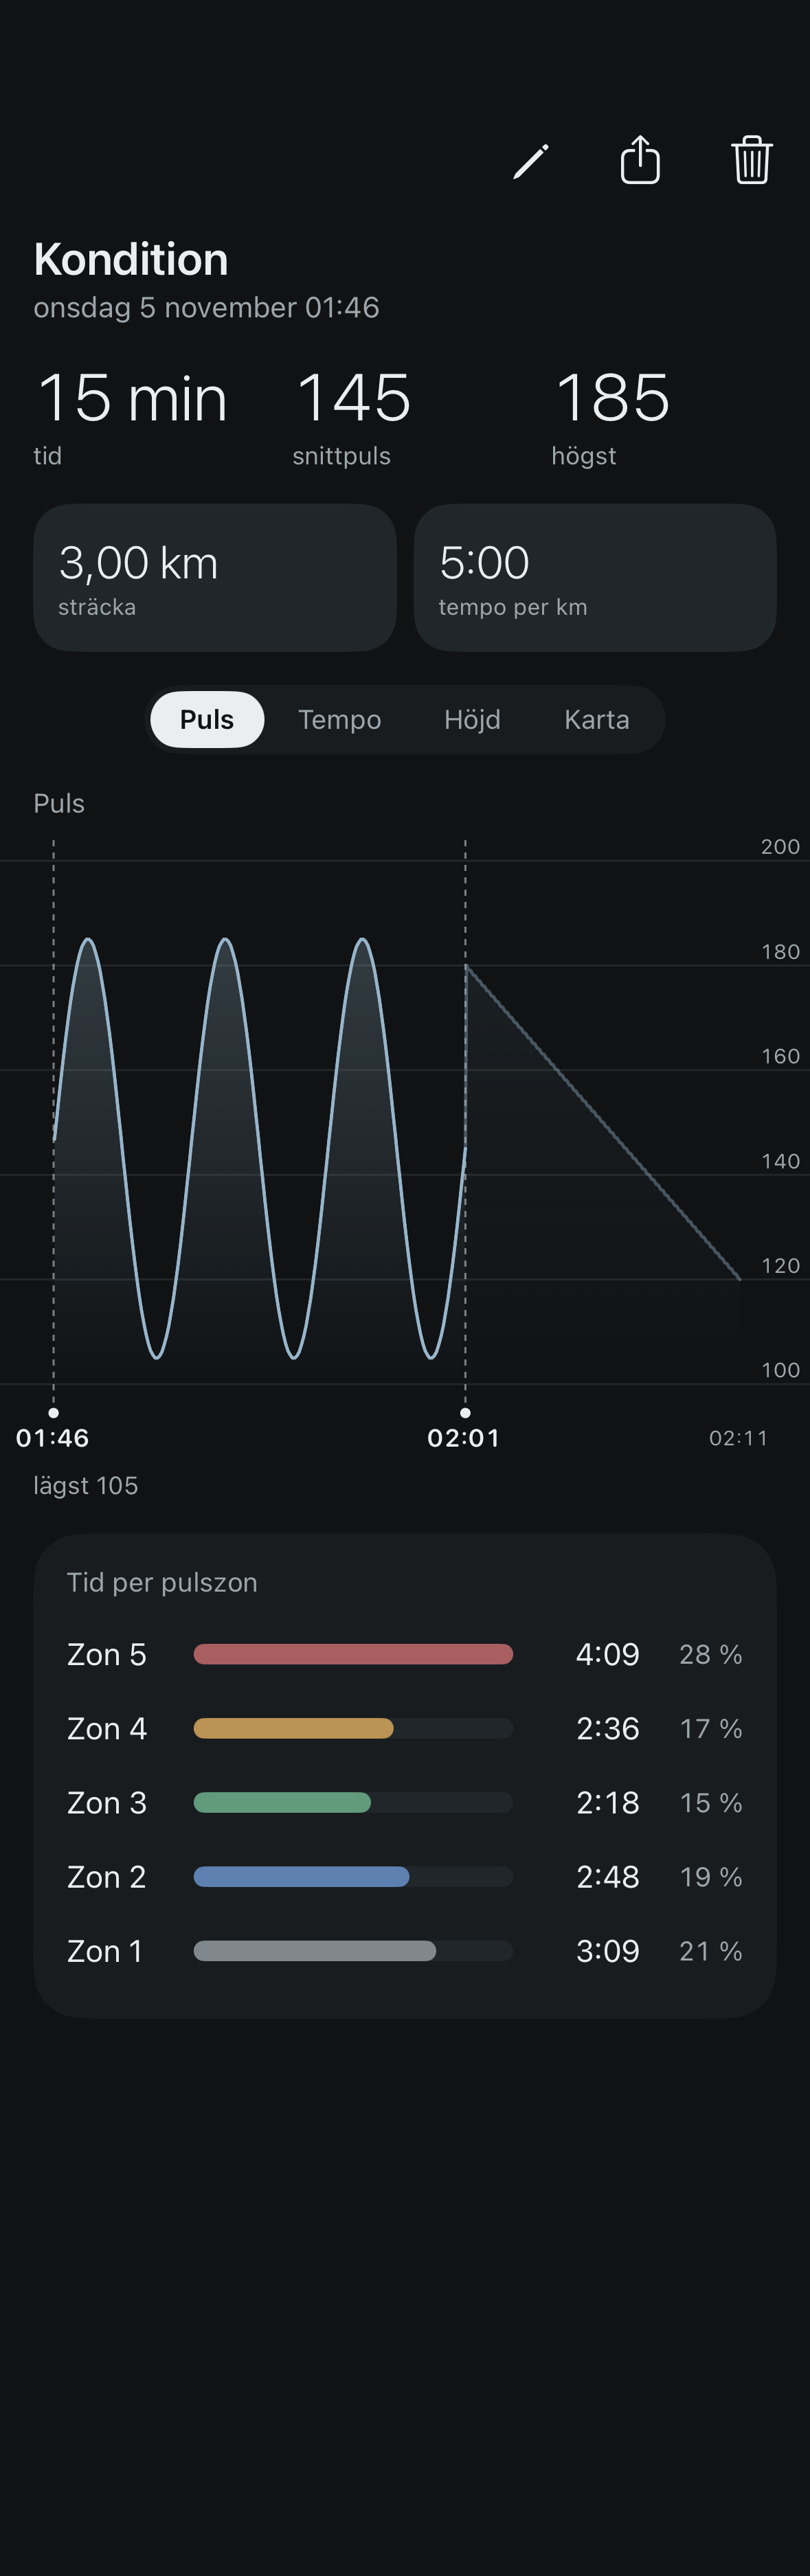 Kondition
onsdag 5 november 01:46
15 min 145 185
tid snittpuls högst
3,00 km 5:00
sträcka tempo per km
Puls Tempo Höjd Karta
Puls
200
180
160
140
120
100
01:46 02:01 02:11
lägst 105
Tid per pulszon
Zon 5 4:09 28 %
Zon 4 2:36 17 %
Zon 3 2:18 15 %
Zon 2 2:48 19 %
Zon 1 3:09 21 %